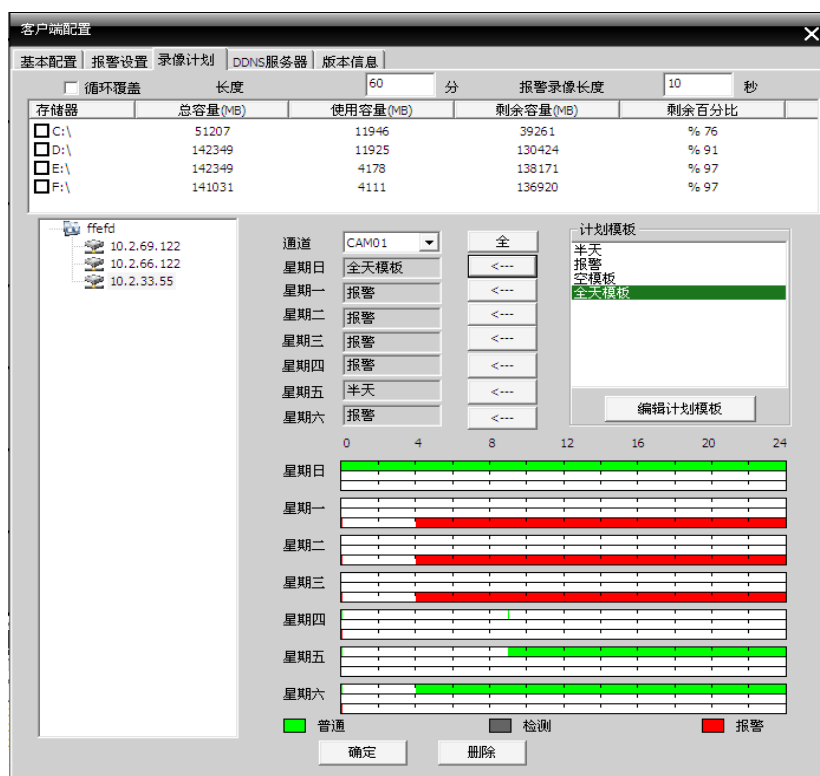 客户端配置
基本配置 报警设置 录像计划 DDNS服务器 版本信息
循环覆盖 长度 60 分 报警录像长度 10 秒
存储器 总容量(MB) 使用容量(MB) 剩余容量(MB) 剩余百分比
C:\ 51207 11946 39261 % 76
D:\ 142349 11925 130424 % 91
E:\ 142349 4178 138171 % 97
F:\ 141031 4111 136920 % 97
ffefd
10.2.69.122
10.2.66.122
10.2.33.55
通道 CAM01 全
星期日 全天模板 <---
星期一 报警 <---
星期二 报警 <---
星期三 报警 <---
星期四 报警 <---
星期五 半天 <---
星期六 报警 <---
计划模板
半天
报警
空模板
全天模板
编辑计划模板
0 4 8 12 16 20 24
星期日
星期一
星期二
星期三
星期四
星期五
星期六
普通 检测 报警
确定 删除